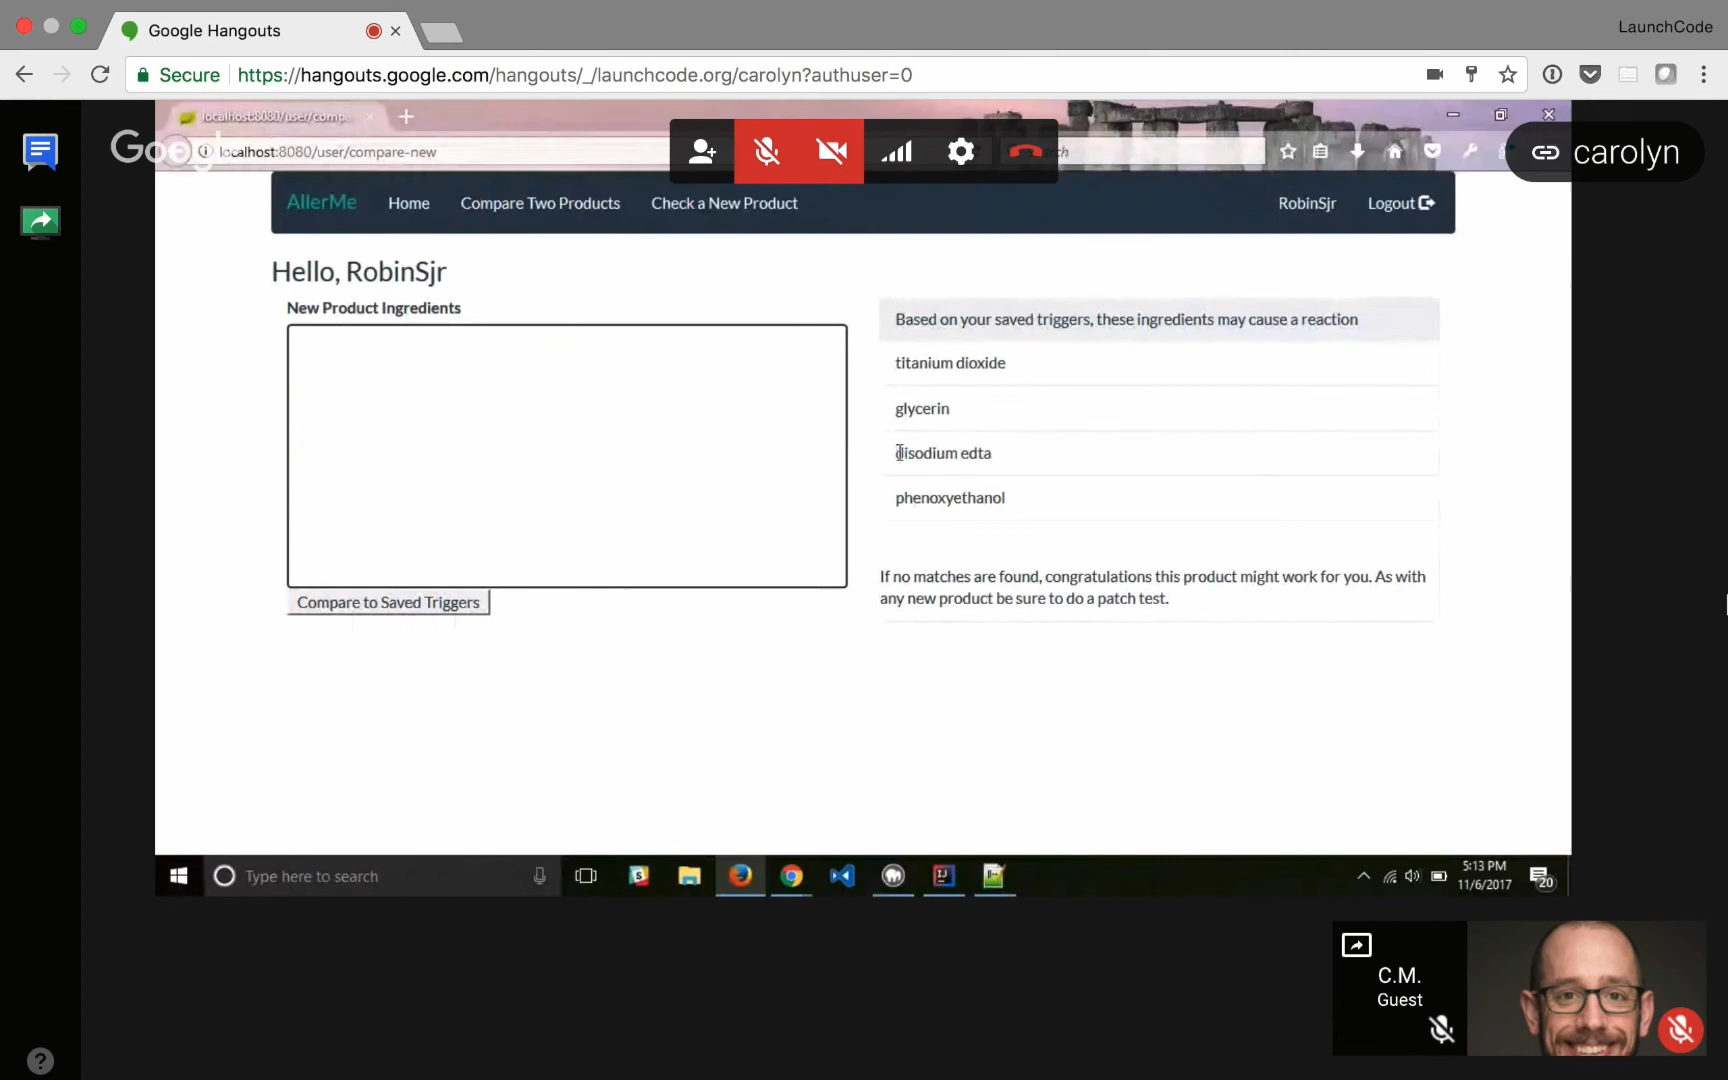 Google Hangouts
LaunchCode
Secure
https://hangouts.google.com/hangouts/_/launchcode.org/carolyn?authuser=0
localhost:8080/user/comp
localhost:8080/user/compare-new
carolyn
AllerMe
Home
Compare Two Products
Check a New Product
RobinSjr
Logout
Hello, RobinSjr
New Product Ingredients
Based on your saved triggers, these ingredients may cause a reaction
titanium dioxide
glycerin
disodium edta
phenoxyethanol
If no matches are found, congratulations this product might work for you. As with
any new product be sure to do a patch test.
Compare to Saved Triggers
Type here to search
5:13 PM
11/6/2017
20
C.M.
Guest